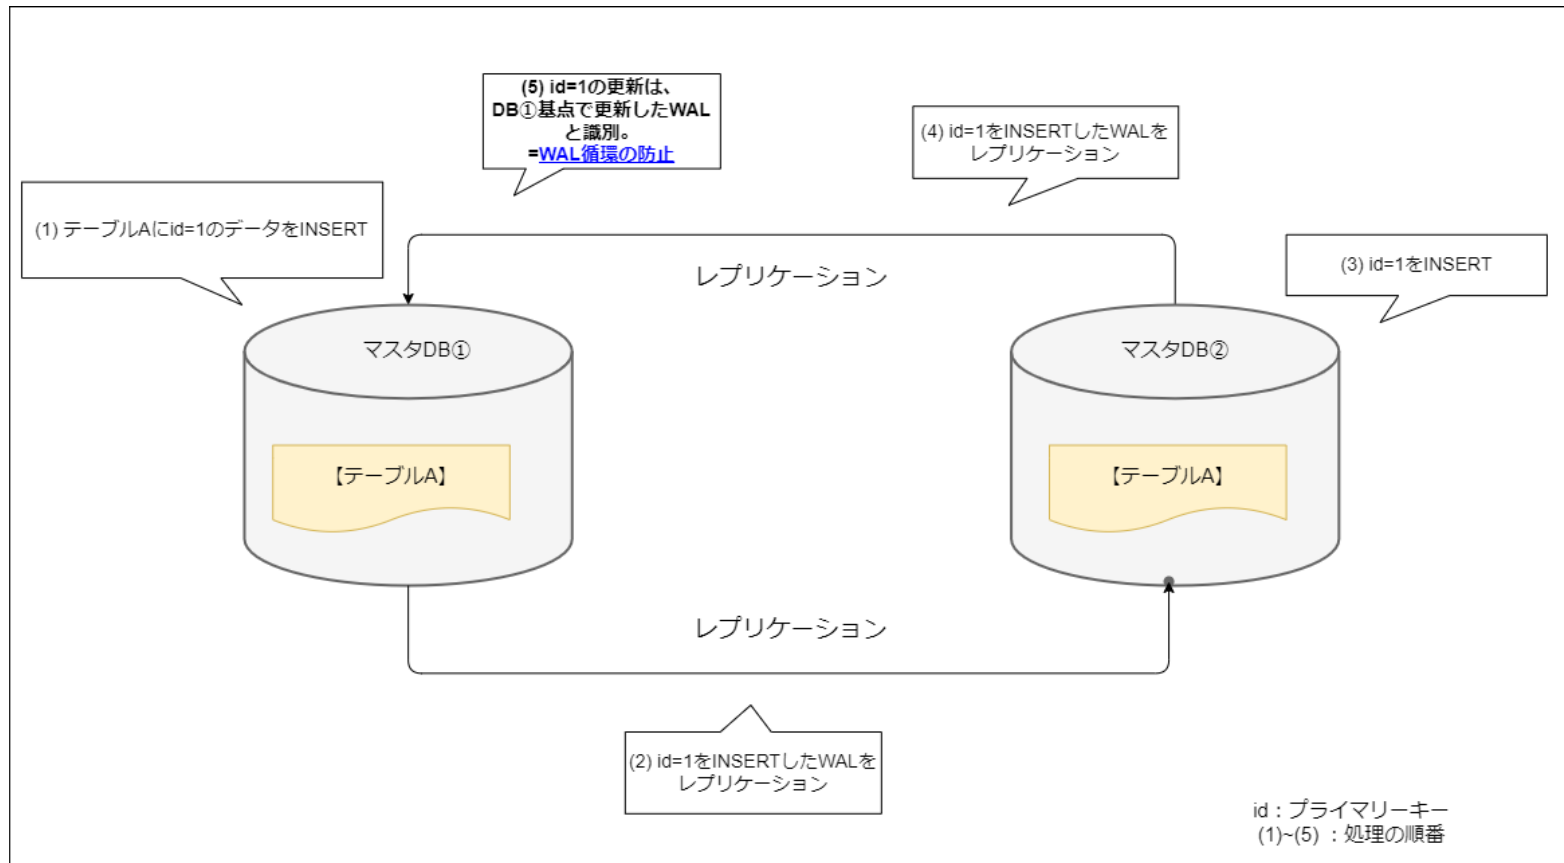 (5) id=1の更新は、
DB①基点で更新したWAL
と識別。
=WAL循環の防止
(4) id=1をINSERTしたWALを
レプリケーション
(1) テーブルAにid=1のデータをINSERT
(3) id=1をINSERT
レプリケーション
マスタDB①
マスタDB②
【テーブルA】
【テーブルA】
レプリケーション
(2) id=1をINSERTしたWALを
レプリケーション
id：プライマリーキー
(1)~(5) ：処理の順番